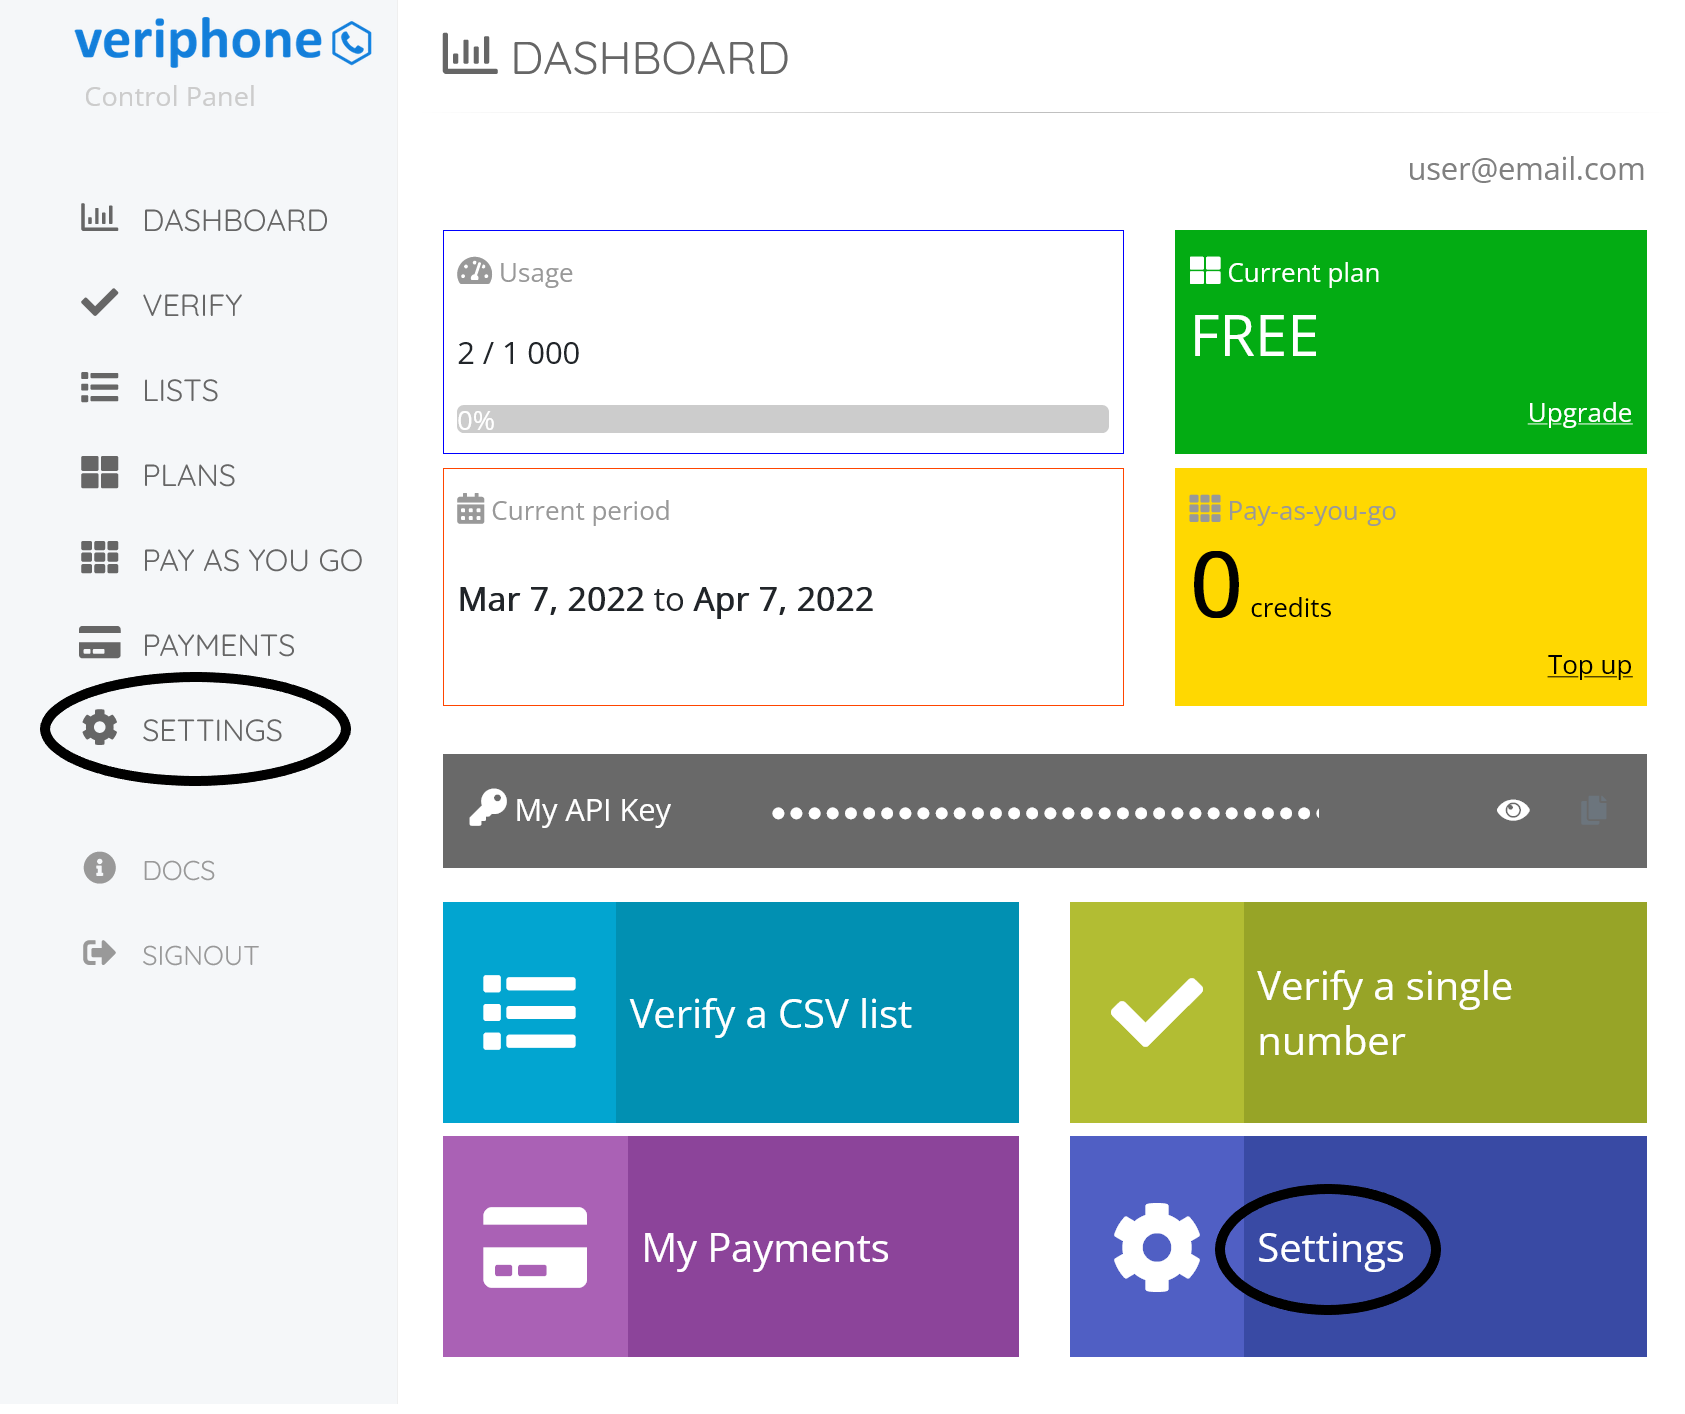 veriphone
Control Panel
DASHBOARD
VERIFY
LISTS
PLANS
PAY AS YOU GO
PAYMENTS
SETTINGS
DOCS
SIGNOUT
DASHBOARD
user@email.com
Usage
2 / 1 000
0%
Current plan
FREE
Upgrade
Current period
Mar 7, 2022 to Apr 7, 2022
Pay-as-you-go
0 credits
Top up
My API Key
Verify a CSV list
Verify a single
number
My Payments
Settings